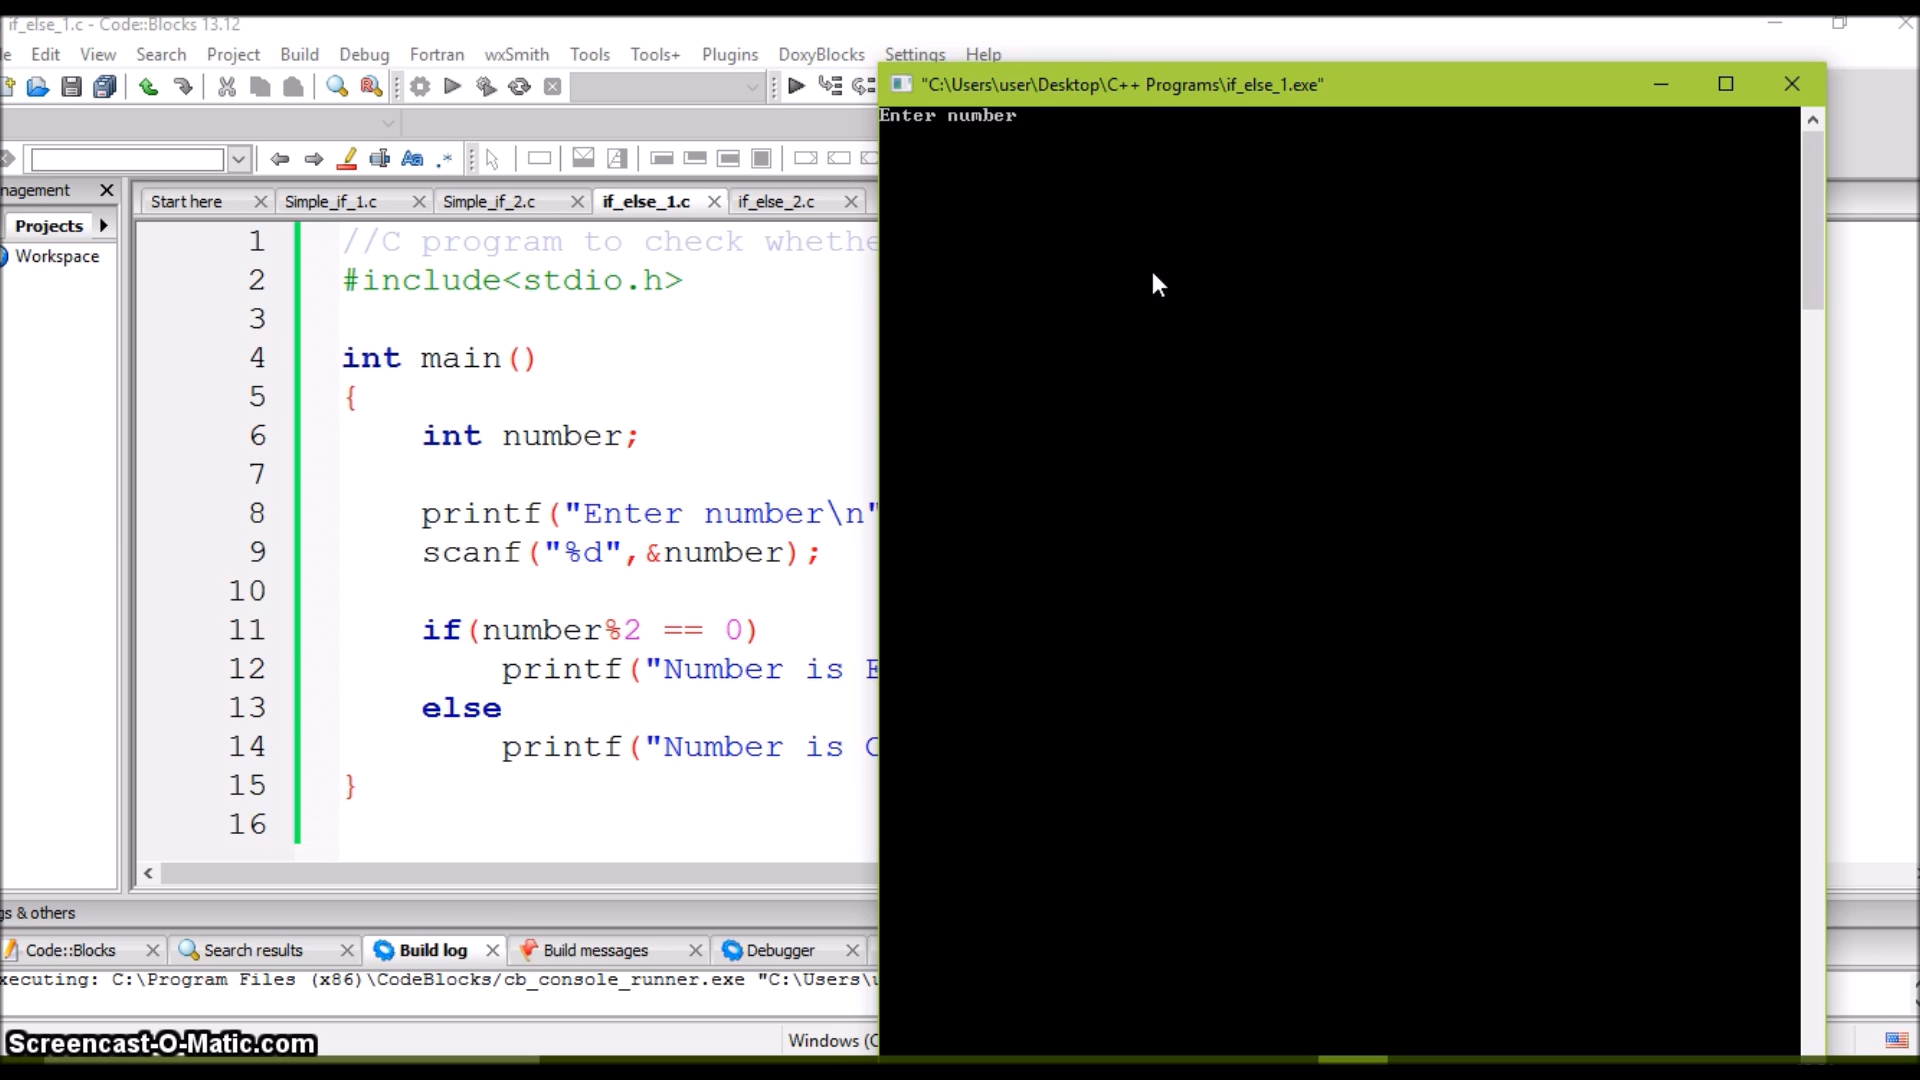 if_else_1.c - Code::Blocks 13.12
Edit View Search Project Build Debug Fortran wxSmith Tools Tools+ Plugins DoxyBlocks Settings Help
"C:\Users\user\Desktop\C++ Programs\if_else_1.exe"
Enter number
nagement
Projects
Workspace
Start here Simple_if_1.c Simple_if_2.c if_else_1.c if_else_2.c
1 //C program to check whethe
2 #include<stdio.h>
3
4 int main()
5 {
6 int number;
7
8 printf("Enter number\n"
9 scanf("%d",&number);
10
11 if(number%2 == 0)
12 printf("Number is E
13 else
14 printf("Number is
15 }
16
gs & others
Code::Blocks Search results Build log Build messages Debugger
xecuting: C:\Program Files (x86)\CodeBlocks/cb_console_runner.exe "C:\Users\u
Screencast-O-Matic.com
Windows (C